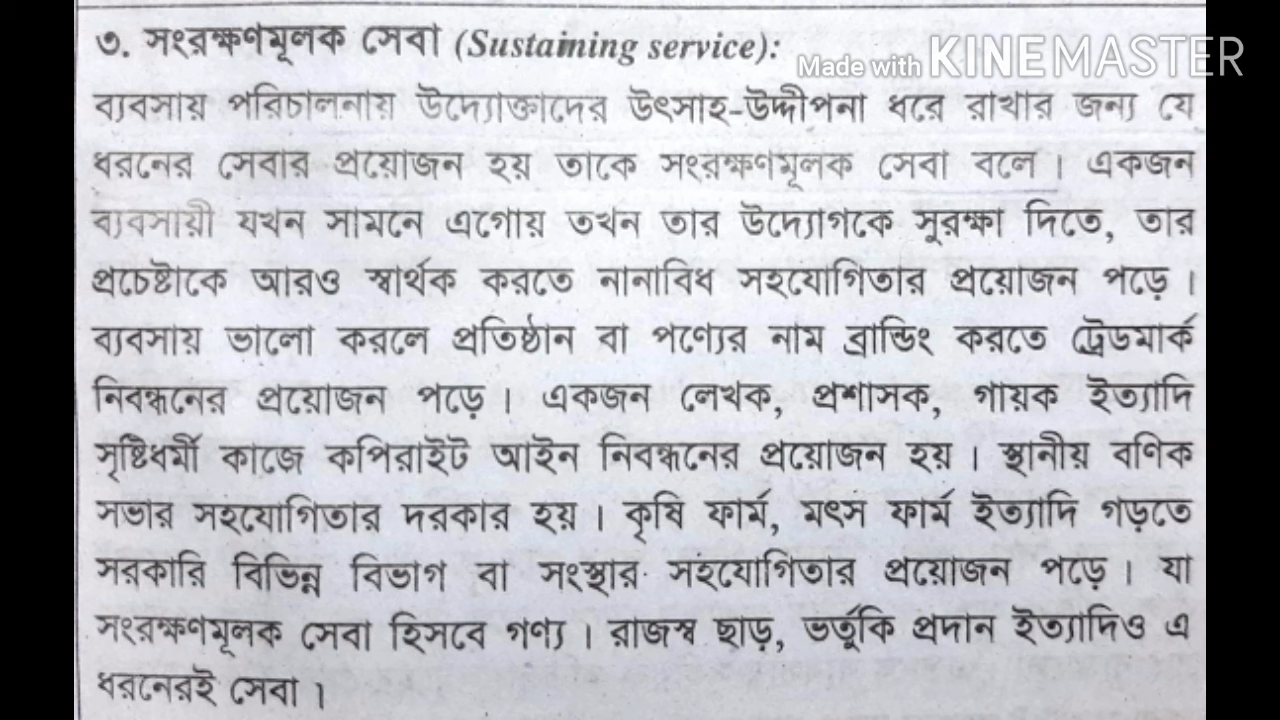 ৩. সংরক্ষণমূলক সেবা (Sustaining service):
Made with KINEMASTER
ব্যবসায় পরিচালনায় উদ্যোক্তাদের উৎসাহ-উদ্দীপনা ধরে রাখার জন্য যে
ধরনের সেবার প্রয়োজন হয় তাকে সংরক্ষণমূলক সেবা বলে। একজন
ব্যবসায়ী যখন সামনে এগোয় তখন তার উদ্যোগকে সুরক্ষা দিতে, তার
প্রচেষ্টাকে আরও স্বার্থক করতে নানাবিধ সহযোগিতার প্রয়োজন পড়ে।
ব্যবসায় ভালো করলে প্রতিষ্ঠান বা পণ্যের নাম ব্রান্ডিং করতে ট্রেডমার্ক
নিবন্ধনের প্রয়োজন পড়ে। একজন লেখক, প্রশাসক, গায়ক ইত্যাদি
সৃষ্টিধর্মী কাজে কপিরাইট আইন নিবন্ধনের প্রয়োজন হয়। স্থানীয় বণিক
সভার সহযোগিতার দরকার হয়। কৃষি ফার্ম, মৎস ফার্ম ইত্যাদি গড়তে
সরকারি বিভিন্ন বিভাগ বা সংস্থার সহযোগিতার প্রয়োজন পড়ে। যা
সংরক্ষণমূলক সেবা হিসবে গণ্য। রাজস্ব ছাড়, ভর্তুকি প্রদান ইত্যাদিও এ
ধরনেরই সেবা।